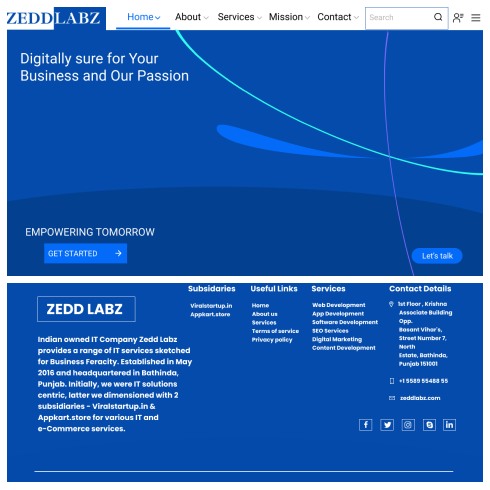 ZEDDLABZ
Home About Services Mission Contact Search
Digitally sure for Your
Business and Our Passion
EMPOWERING TOMORROW
GET STARTED
Let's talk
ZEDD LABZ
Indian owned IT Company Zedd Labz
provides a range of IT services sketched
for Business Feracity. Established in May
2016 and headquartered in Bathinda,
Punjab. Initially, we were IT solutions
centric, latter we dimensioned with 2
subsidiaries - Viralstartup.in &
Appkart.store for various IT and
e-Commerce services.
Subsidaries
Viralstartup.in
Appkart.store
Useful Links
Home
About us
Services
Terms of service
Privacy policy
Services
Web Development
App Development
Software Development
SEO Services
Digital Marketing
Content Development
Contact Details
1st Floor , Krishna
Associate Building
Opp.
Basant Vihar's,
Street Number 7,
North
Estate, Bathinda,
Punjab 151001
+1 5589 55488 55
zeddlabz.com